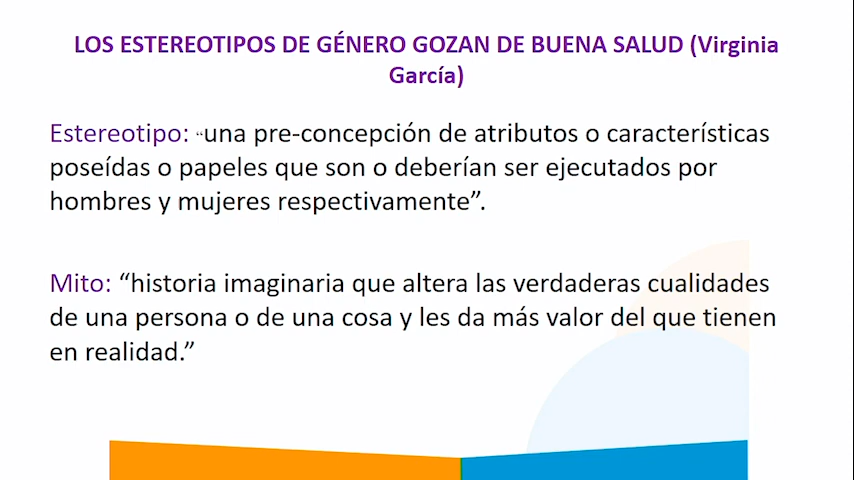 LOS ESTEREOTIPOS DE GÉNERO GOZAN DE BUENA SALUD (Virginia
García)
Estereotipo: “una pre-concepción de atributos o características
poseídas o papeles que son o deberían ser ejecutados por
hombres y mujeres respectivamente”.
Mito: “historia imaginaria que altera las verdaderas cualidades
de una persona o de una cosa y les da más valor del que tienen
en realidad.”